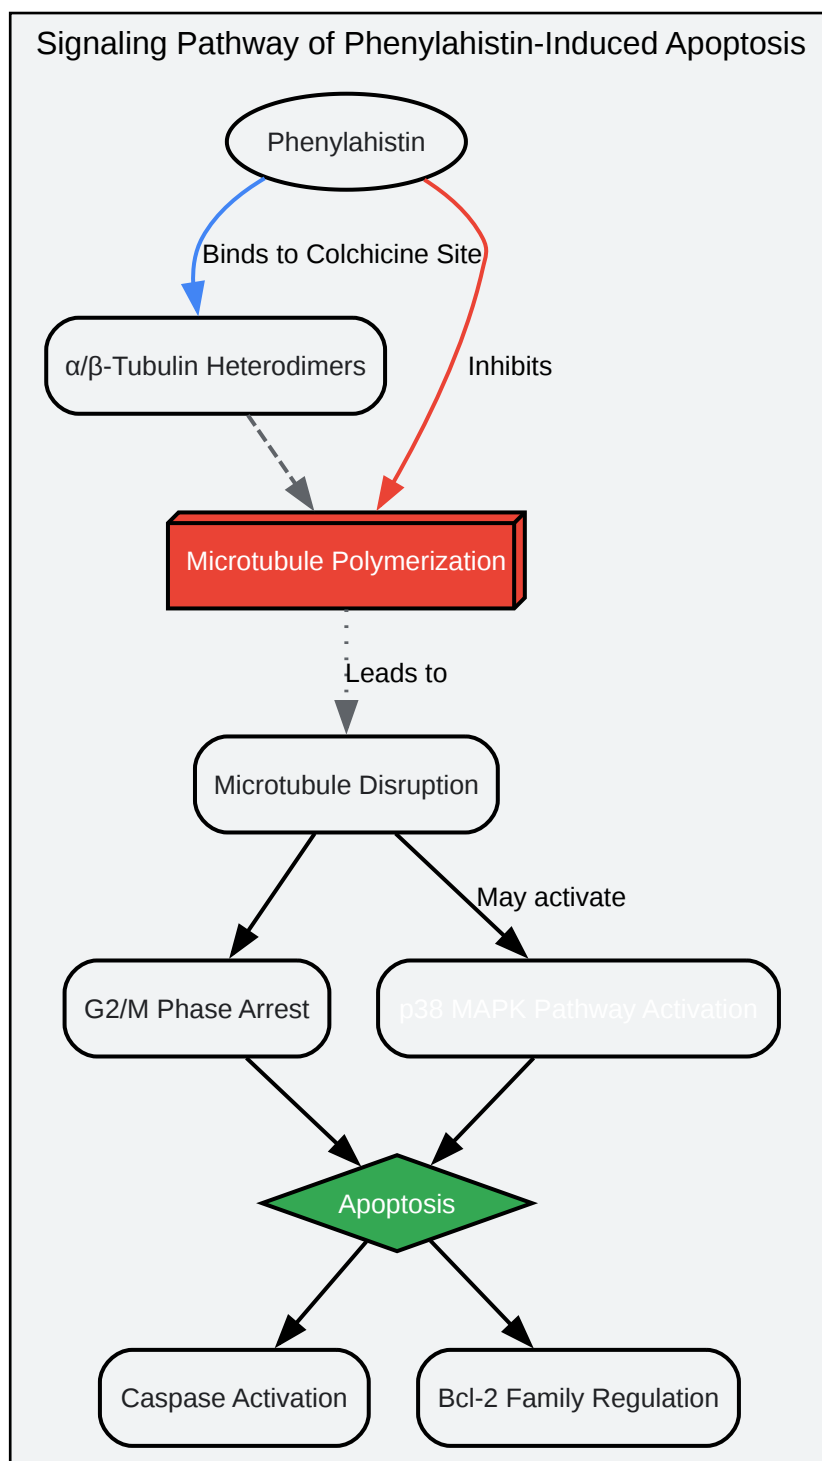 Signaling Pathway of Phenylahistin-Induced Apoptosis
Phenylahistin
Binds to Colchicine Site
α/β-Tubulin Heterodimers
Inhibits
Microtubule Polymerization
Leads to
Microtubule Disruption
May activate
G2/M Phase Arrest
p38 MAPK Pathway Activation
Apoptosis
Caspase Activation
Bcl-2 Family Regulation